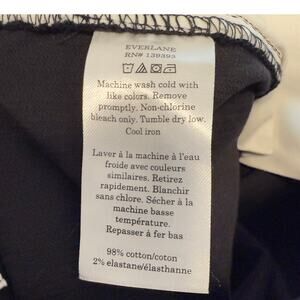 EVERLANE
RN# 139393
Machine wash cold with
like colors. Remove
promptly. Non-chlorine
bleach only. Tumble dry low.
Cool iron
Laver à la machine à l'eau
froide avec couleurs
similaires. Retirez
rapidement. Blanchir
sans chlore. Sécher à la
machine basse
température.
Repasser à fer bas
98% cotton/coton
2% elastane/élasthanne